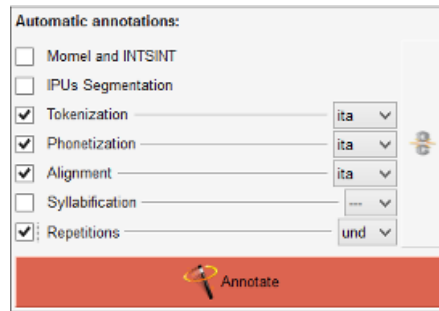 Automatic annotations:
Momel and INTSINT
IPUs Segmentation
Tokenization ita
Phonetization ita
Alignment ita
Syllabification ---
Repetitions und
Annotate